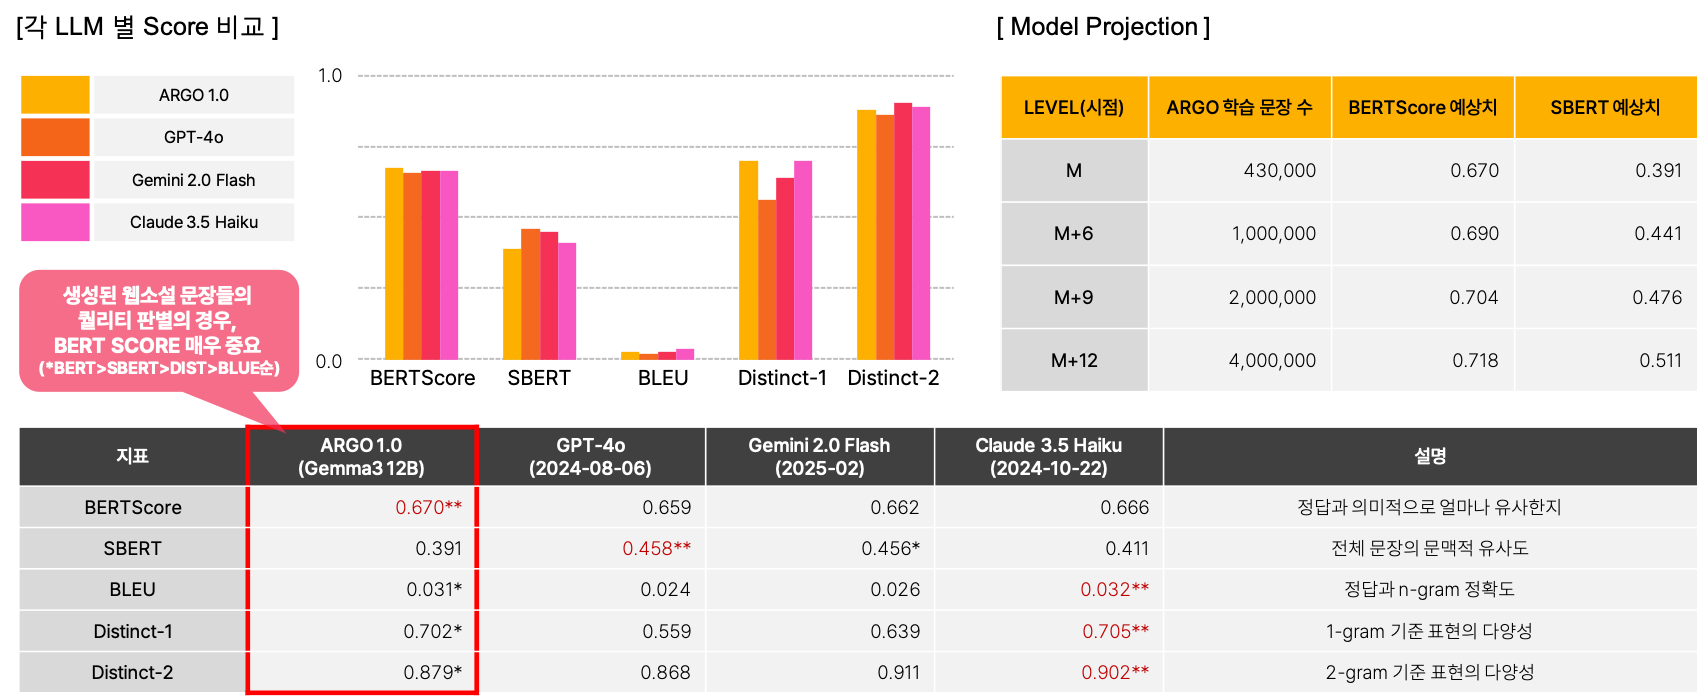 [각 LLM 별 Score 비교 ]
ARGO 1.0
GPT-4o
Gemini 2.0 Flash
Claude 3.5 Haiku
생성된 웹소설 문장들의
퀄리티 판별의 경우,
BERT SCORE 매우 중요
(*BERT>SBERT>DIST>BLUE순)
1.0
0.0
BERTScore SBERT BLEU Distinct-1 Distinct-2
[ Model Projection ]
LEVEL(시점) ARGO 학습 문장 수 BERTScore 예상치 SBERT 예상치
M 430,000 0.670 0.391
M+6 1,000,000 0.690 0.441
M+9 2,000,000 0.704 0.476
M+12 4,000,000 0.718 0.511
지표 ARGO 1.0 (Gemma3 12B) GPT-4o (2024-08-06) Gemini 2.0 Flash (2025-02) Claude 3.5 Haiku (2024-10-22) 설명
BERTScore 0.670** 0.659 0.662 0.666 정답과 의미적으로 얼마나 유사한지
SBERT 0.391 0.458** 0.456* 0.411 전체 문장의 문맥적 유사도
BLEU 0.031* 0.024 0.026 0.032** 정답과 n-gram 정확도
Distinct-1 0.702* 0.559 0.639 0.705** 1-gram 기준 표현의 다양성
Distinct-2 0.879* 0.868 0.911 0.902** 2-gram 기준 표현의 다양성